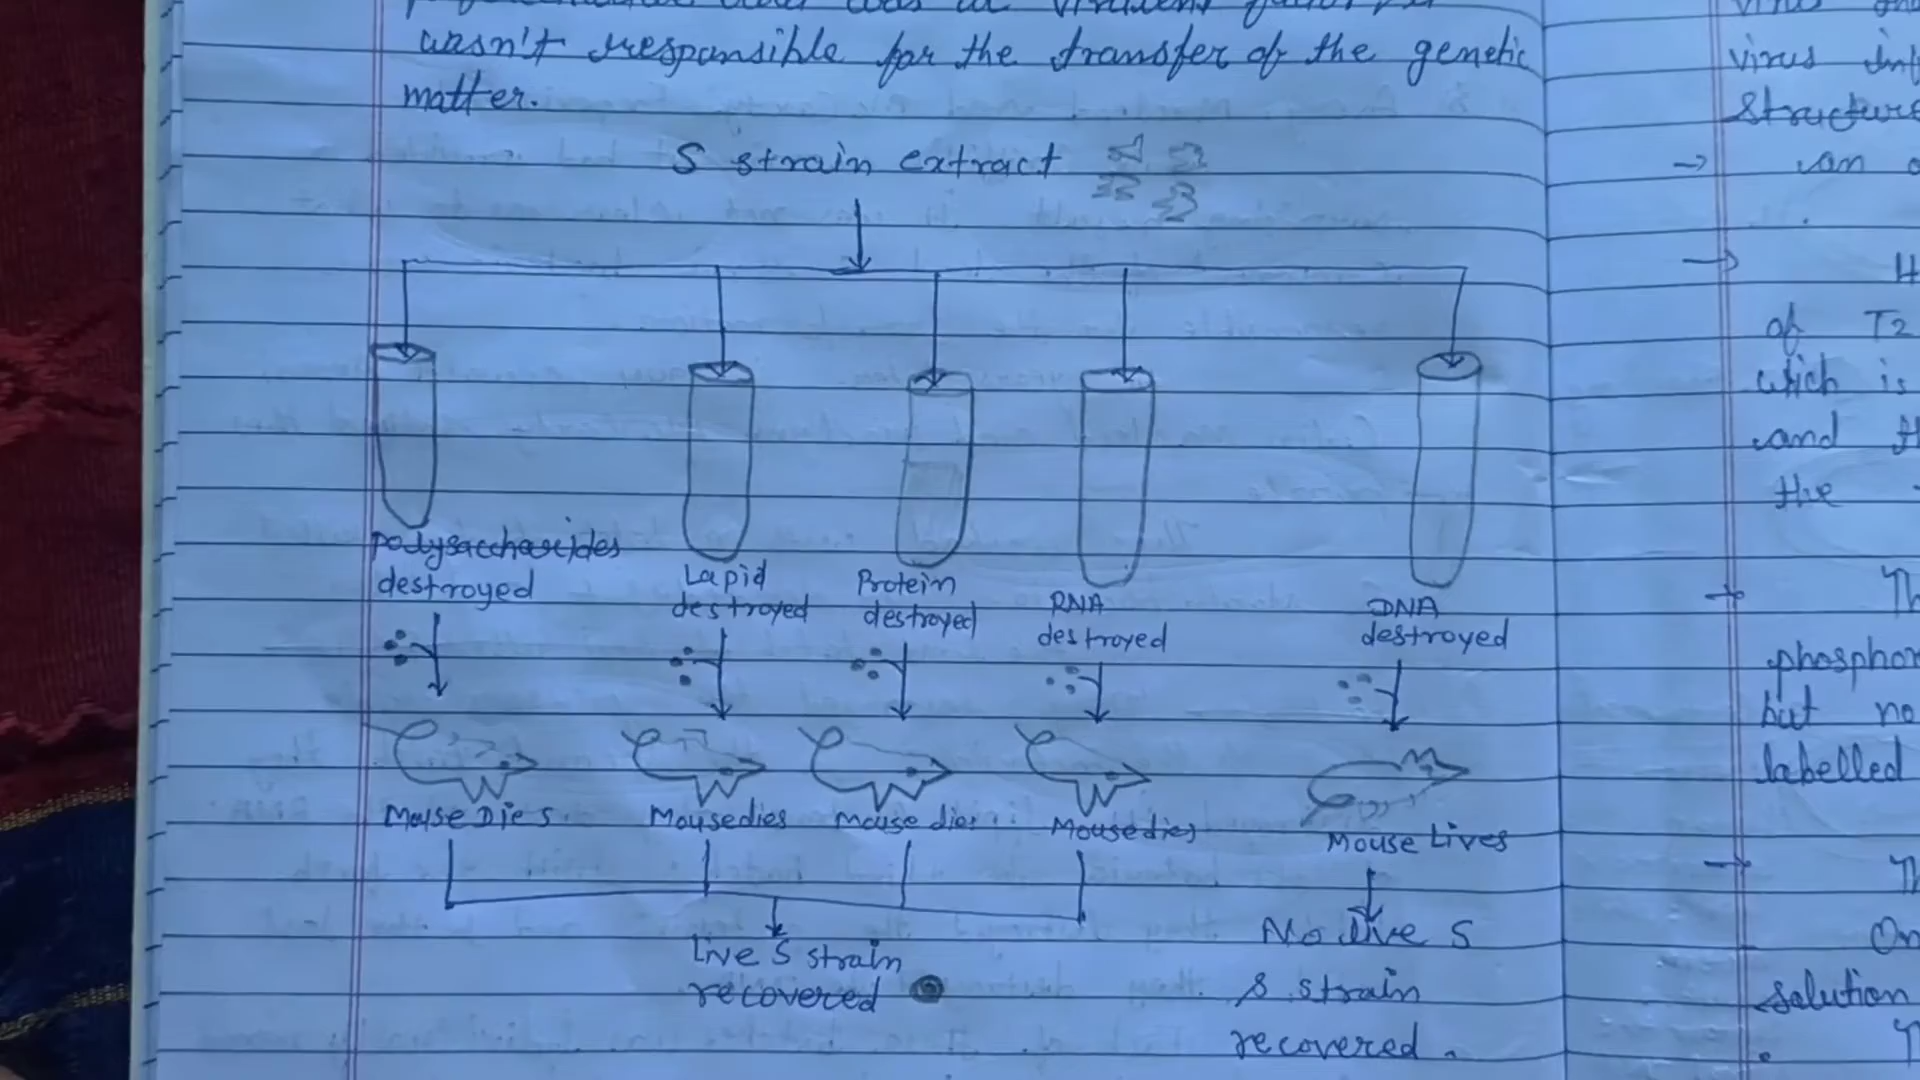 wasn't responsible for the transfer of the genetic
matter.
S strain extract
polysaccharides
destroyed
Lapid
destroyed
Protein
destroyed
RNA
destroyed
DNA
destroyed
Mouse Dies.
Mousedies
Mouse dies
Mousedies
Mouse Lives
Live S strain
recovered
No live S
S strain
recovered.
virus
structure
→ can
→
of T2
which is
and
the
→
phosphor
but no
labelled
→
On
solution